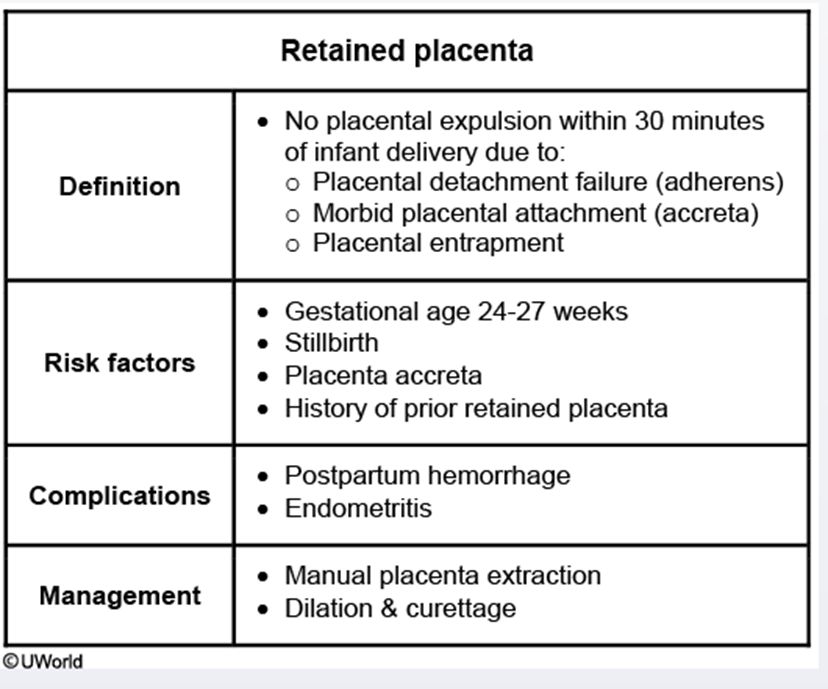 Retained placenta
Definition
• No placental expulsion within 30 minutes
of infant delivery due to:
o Placental detachment failure (adherens)
o Morbid placental attachment (accreta)
o Placental entrapment
Risk factors
• Gestational age 24-27 weeks
• Stillbirth
• Placenta accreta
• History of prior retained placenta
Complications
• Postpartum hemorrhage
• Endometritis
Management
• Manual placenta extraction
• Dilation & curettage
©UWorld